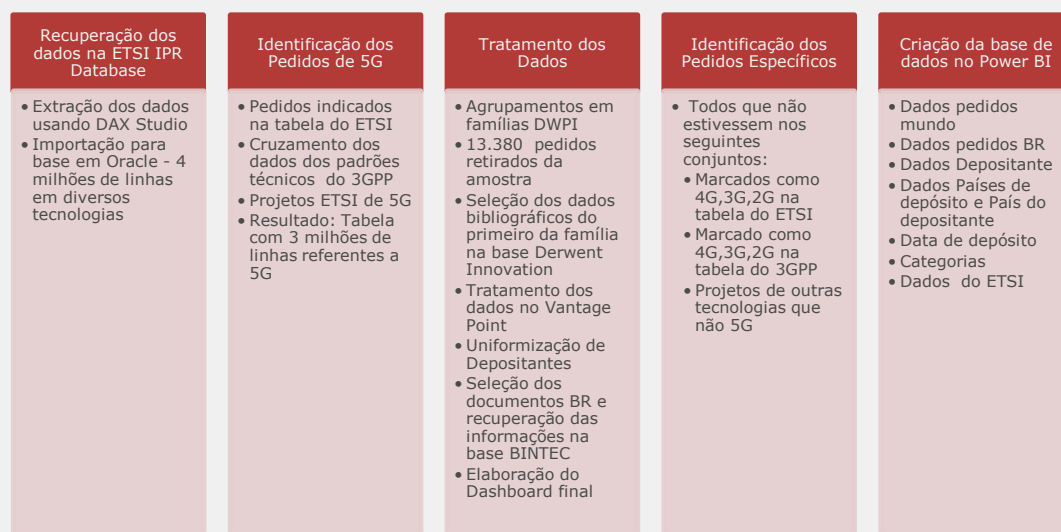 Recuperação dos
dados na ETSI IPR
Database
• Extração dos dados
usando DAX Studio
• Importação para
base em Oracle - 4
milhões de linhas
em diversos
tecnologias
Identificação dos
Pedidos de 5G
• Pedidos indicados
na tabela do ETSI
• Cruzamento dos
dados dos padrões
técnicos do 3GPP
• Projetos ETSI de 5G
• Resultado: Tabela
com 3 milhões de
linhas referentes a
5G
Tratamento dos
Dados
• Agrupamentos em
famílias DWPI
• 13.380 pedidos
retirados da
amostra
• Seleção dos dados
bibliográficos do
primeiro da família
na base Derwent
Innovation
• Tratamento dos
dados no Vantage
Point
• Uniformização de
Depositantes
• Seleção dos
documentos BR e
recuperação das
informações na
base BINTEC
• Elaboração do
Dashboard final
Identificação dos
Pedidos Específicos
• Todos que não
estivessem nos
seguintes
conjuntos:
• Marcados como
4G,3G,2G na
tabela do ETSI
• Marcado como
4G,3G,2G na
tabela do 3GPP
• Projetos de outras
tecnologias que
não 5G
Criação da base de
dados no Power BI
• Dados pedidos
mundo
• Dados pedidos BR
• Dados Depositante
• Dados Países de
depósito e País do
depositante
• Data de depósito
• Categorias
• Dados do ETSI